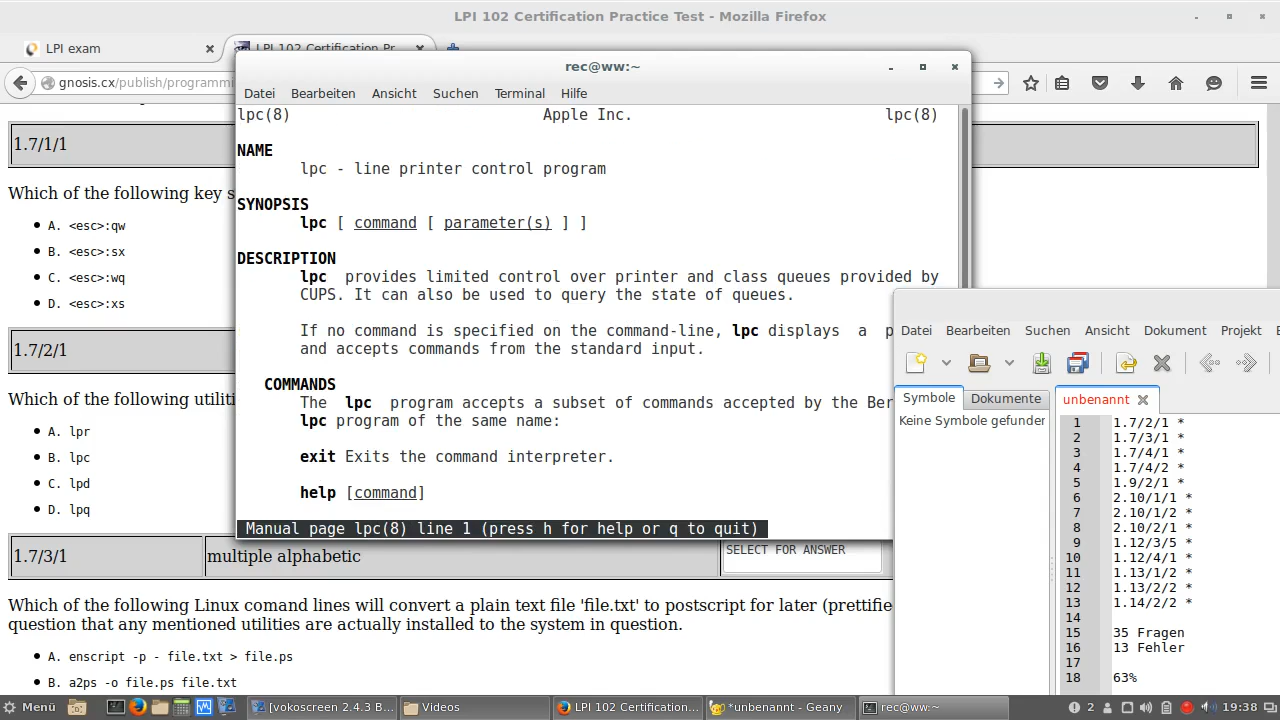 LPI 102 Certification Practice Test - Mozilla Firefox
LPI exam
LPI 102 Certification Pr
gnosis.cx/publish/programmi
rec@ww:~
Datei Bearbeiten Ansicht Suchen Terminal Hilfe
lpc(8) Apple Inc. lpc(8)
NAME
lpc - line printer control program
SYNOPSIS
lpc [ command [ parameter(s) ] ]
DESCRIPTION
lpc provides limited control over printer and class queues provided by
CUPS. It can also be used to query the state of queues.
If no command is specified on the command-line, lpc displays a p
and accepts commands from the standard input.
COMMANDS
The lpc program accepts a subset of commands accepted by the Ber
lpc program of the same name:
exit Exits the command interpreter.
help [command]
Manual page lpc(8) line 1 (press h for help or q to quit)
1.7/1/1
Which of the following key s
A. <esc>:qw
B. <esc>:sx
C. <esc>:wq
D. <esc>:xs
1.7/2/1
Which of the following utiliti
A. lpr
B. lpc
C. lpd
D. lpq
1.7/3/1 multiple alphabetic SELECT FOR ANSWER
Which of the following Linux comand lines will convert a plain text file 'file.txt' to postscript for later (prettifie
question that any mentioned utilities are actually installed to the system in question.
A. enscript -p - file.txt > file.ps
B. a2ps -o file.ps file.txt
Datei Bearbeiten Suchen Ansicht Dokument Projekt E
Symbole Dokumente
Keine Symbole gefunden
unbenannt
1 1.7/2/1 *
2 1.7/3/1 *
3 1.7/4/1 *
4 1.7/4/2 *
5 1.9/2/1 *
6 2.10/1/1 *
7 2.10/1/2 *
8 2.10/2/1 *
9 1.12/3/5 *
10 1.12/4/1 *
11 1.13/1/2 *
12 1.13/2/2 *
13 1.14/2/2 *
14
15 35 Fragen
16 13 Fehler
17
18 63%
Menü
[vokoscreen 2.4.3 B...
Videos
LPI 102 Certification...
*unbenannt - Geany
rec@ww:~
2
19:38